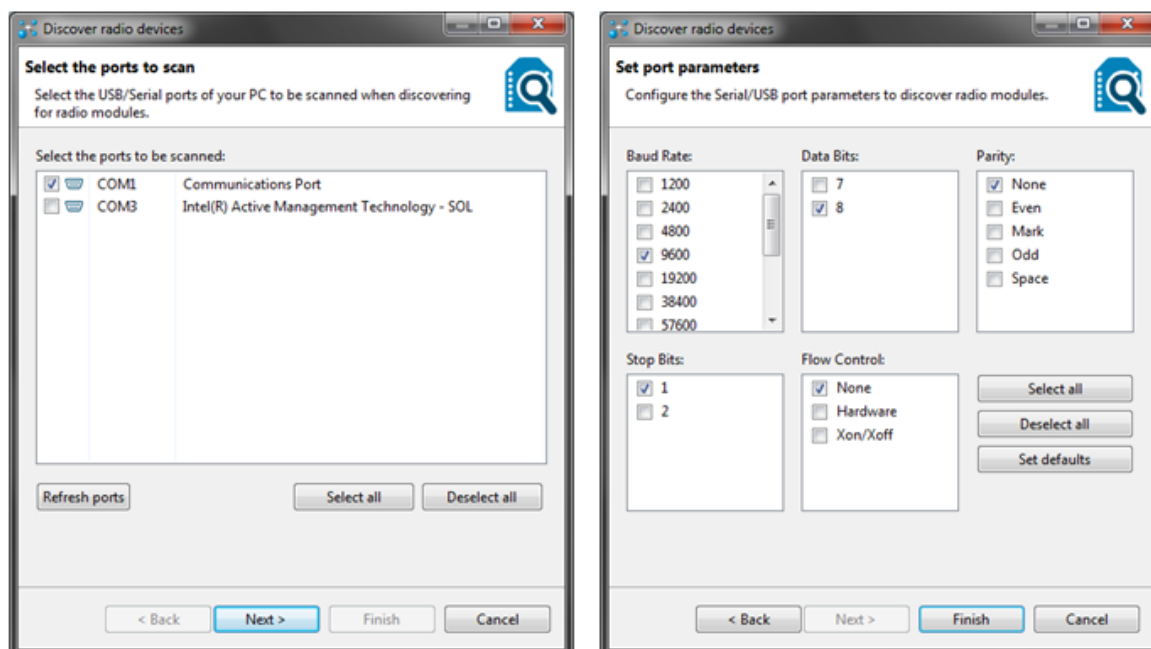 Discover radio devices
Select the ports to scan
Select the USB/Serial ports of your PC to be scanned when discovering
for radio modules.
Select the ports to be scanned:
COM1 Communications Port
COM3 Intel(R) Active Management Technology - SOL
Refresh ports Select all Deselect all
< Back Next > Finish Cancel
Discover radio devices
Set port parameters
Configure the Serial/USB port parameters to discover radio modules.
Baud Rate: Data Bits: Parity:
1200 7 None
2400 8 Even
4800 Mark
9600 Odd
19200 Space
38400
57600
Stop Bits: Flow Control:
1 None Select all
2 Hardware Deselect all
Xon/Xoff Set defaults
< Back Next > Finish Cancel